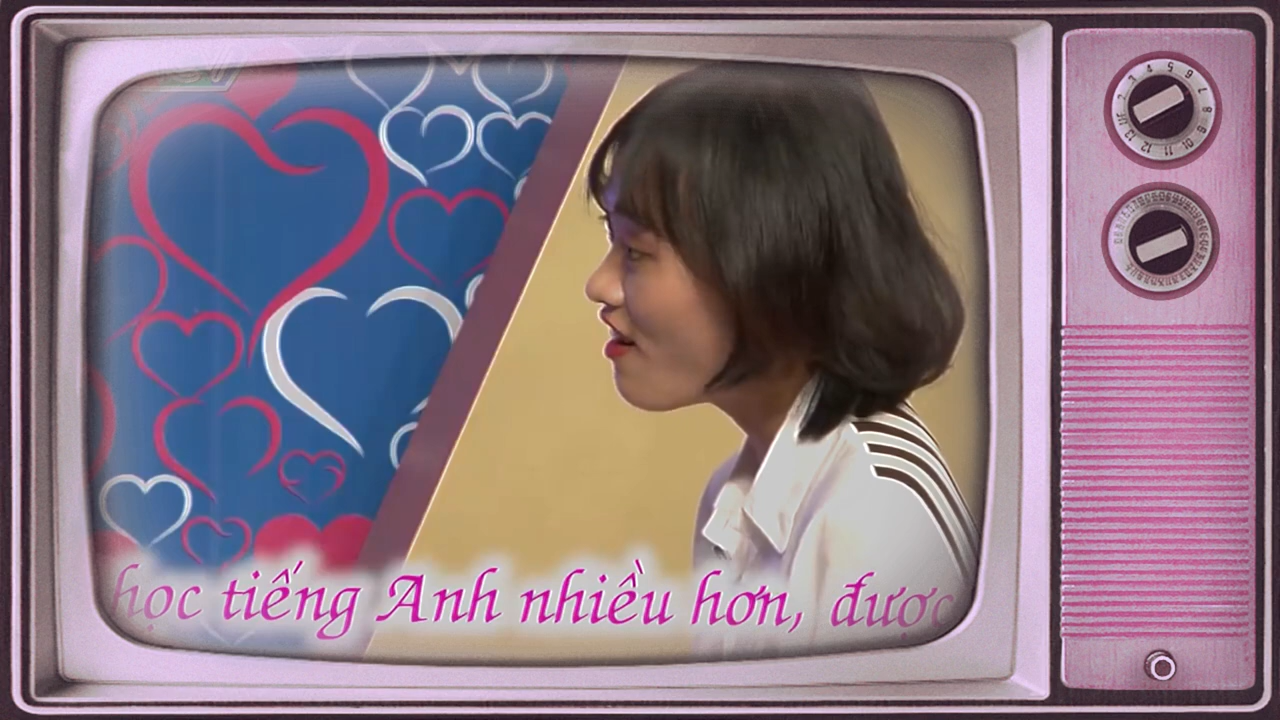 học tiếng Anh nhiều hơn, được